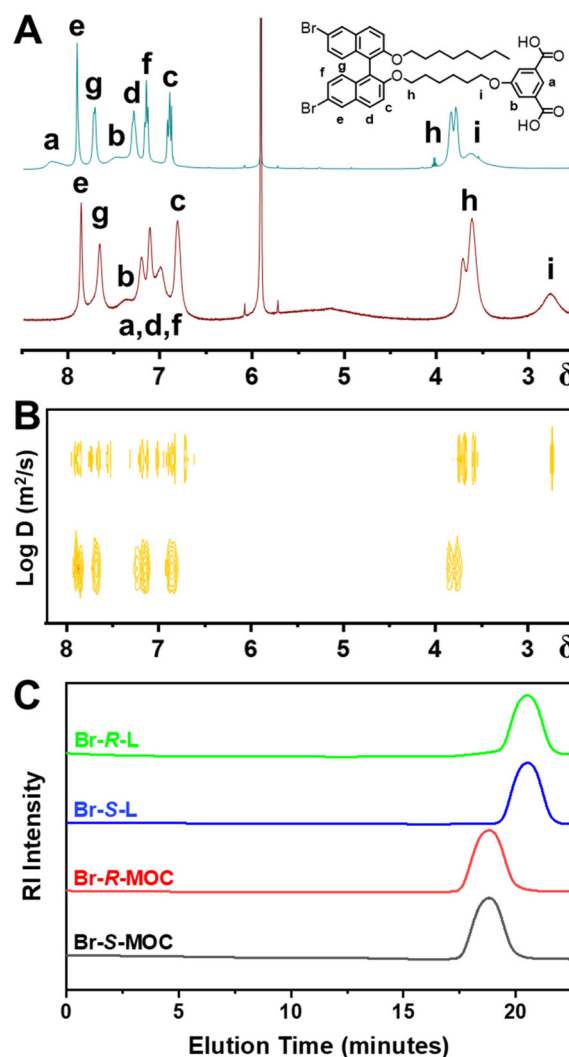 A
Br
Br
O
O
O
HO
O
O
OH
f
g
e
d
c
h
i
b
a
e
g
d
f
c
a
b
h
i
e
g
b
c
a,d,f
h
i
8 7 6 5 4 3 δ
B
Log D (m²/s)
8 7 6 5 4 3 δ
C
RI Intensity
Br-R-L
Br-S-L
Br-R-MOC
Br-S-MOC
0 5 10 15 20
Elution Time (minutes)